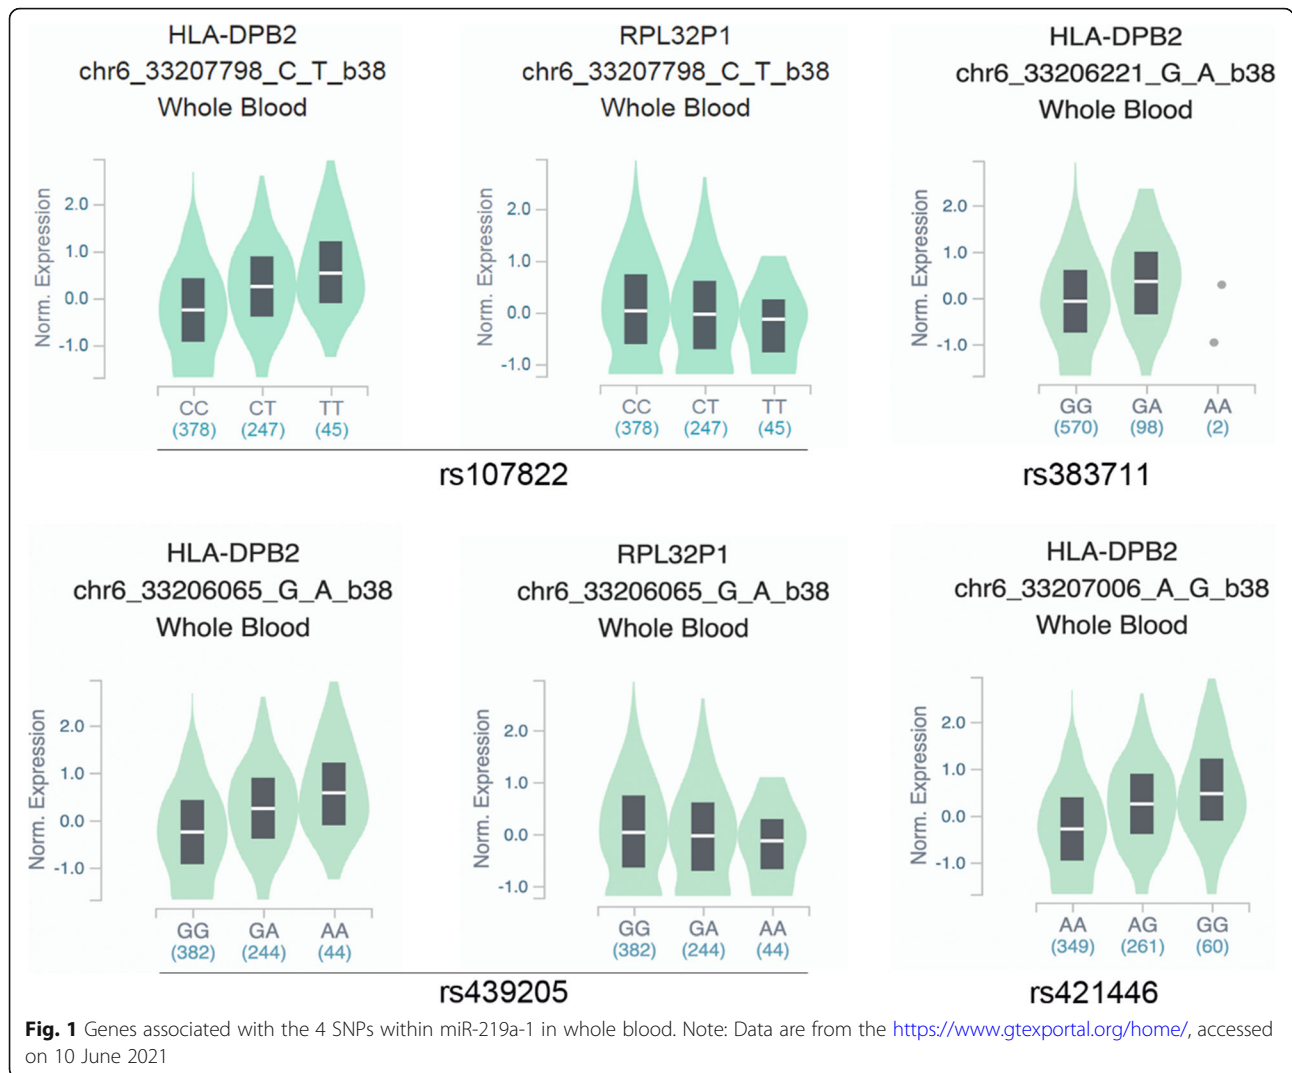 HLA-DPB2
chr6_33207798_C_T_b38
Whole Blood
Norm. Expression
2.0
1.0
0.0
-1.0
CC CT TT
(378) (247) (45)
RPL32P1
chr6_33207798_C_T_b38
Whole Blood
Norm. Expression
2.0
1.0
0.0
-1.0
CC CT TT
(378) (247) (45)
rs107822
HLA-DPB2
chr6_33206221_G_A_b38
Whole Blood
Norm. Expression
2.0
1.0
0.0
-1.0
GG GA AA
(570) (98) (2)
rs383711
HLA-DPB2
chr6_33206065_G_A_b38
Whole Blood
Norm. Expression
2.0
1.0
0.0
-1.0
GG GA AA
(382) (244) (44)
RPL32P1
chr6_33206065_G_A_b38
Whole Blood
Norm. Expression
2.0
1.0
0.0
-1.0
GG GA AA
(382) (244) (44)
rs439205
HLA-DPB2
chr6_33207006_A_G_b38
Whole Blood
Norm. Expression
2.0
1.0
0.0
-1.0
AA AG GG
(349) (261) (60)
rs421446
Fig. 1 Genes associated with the 4 SNPs within miR-219a-1 in whole blood. Note: Data are from the https://www.gtexportal.org/home/, accessed
on 10 June 2021